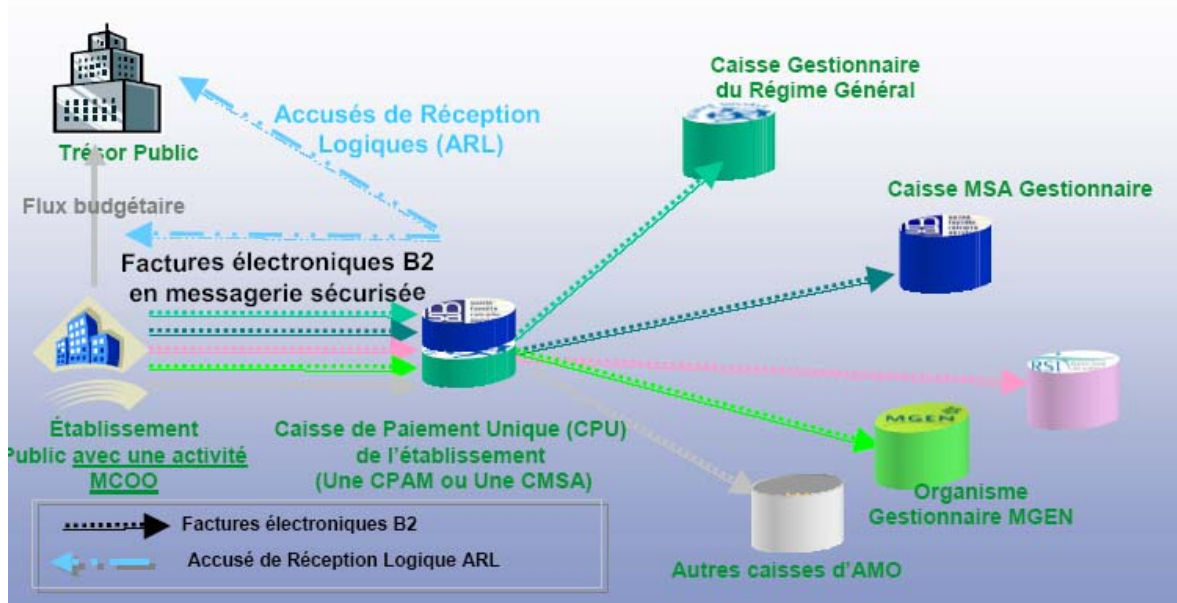 Caisse Gestionnaire
du Régime Général
Accusés de Réception
Logiques (ARL)
Trésor Public
Caisse MSA Gestionnaire
Flux budgétaire
Factures électroniques B2
en messagerie sécurisée
RSI
MGEN
Établissement
Public avec une activité
MCOO
Caisse de Paiement Unique (CPU)
de l'établissement
(Une CPAM ou Une CMSA)
Organisme
Gestionnaire MGEN
Autres caisses d'AMO
Factures électroniques B2
Accusé de Réception Logique ARL